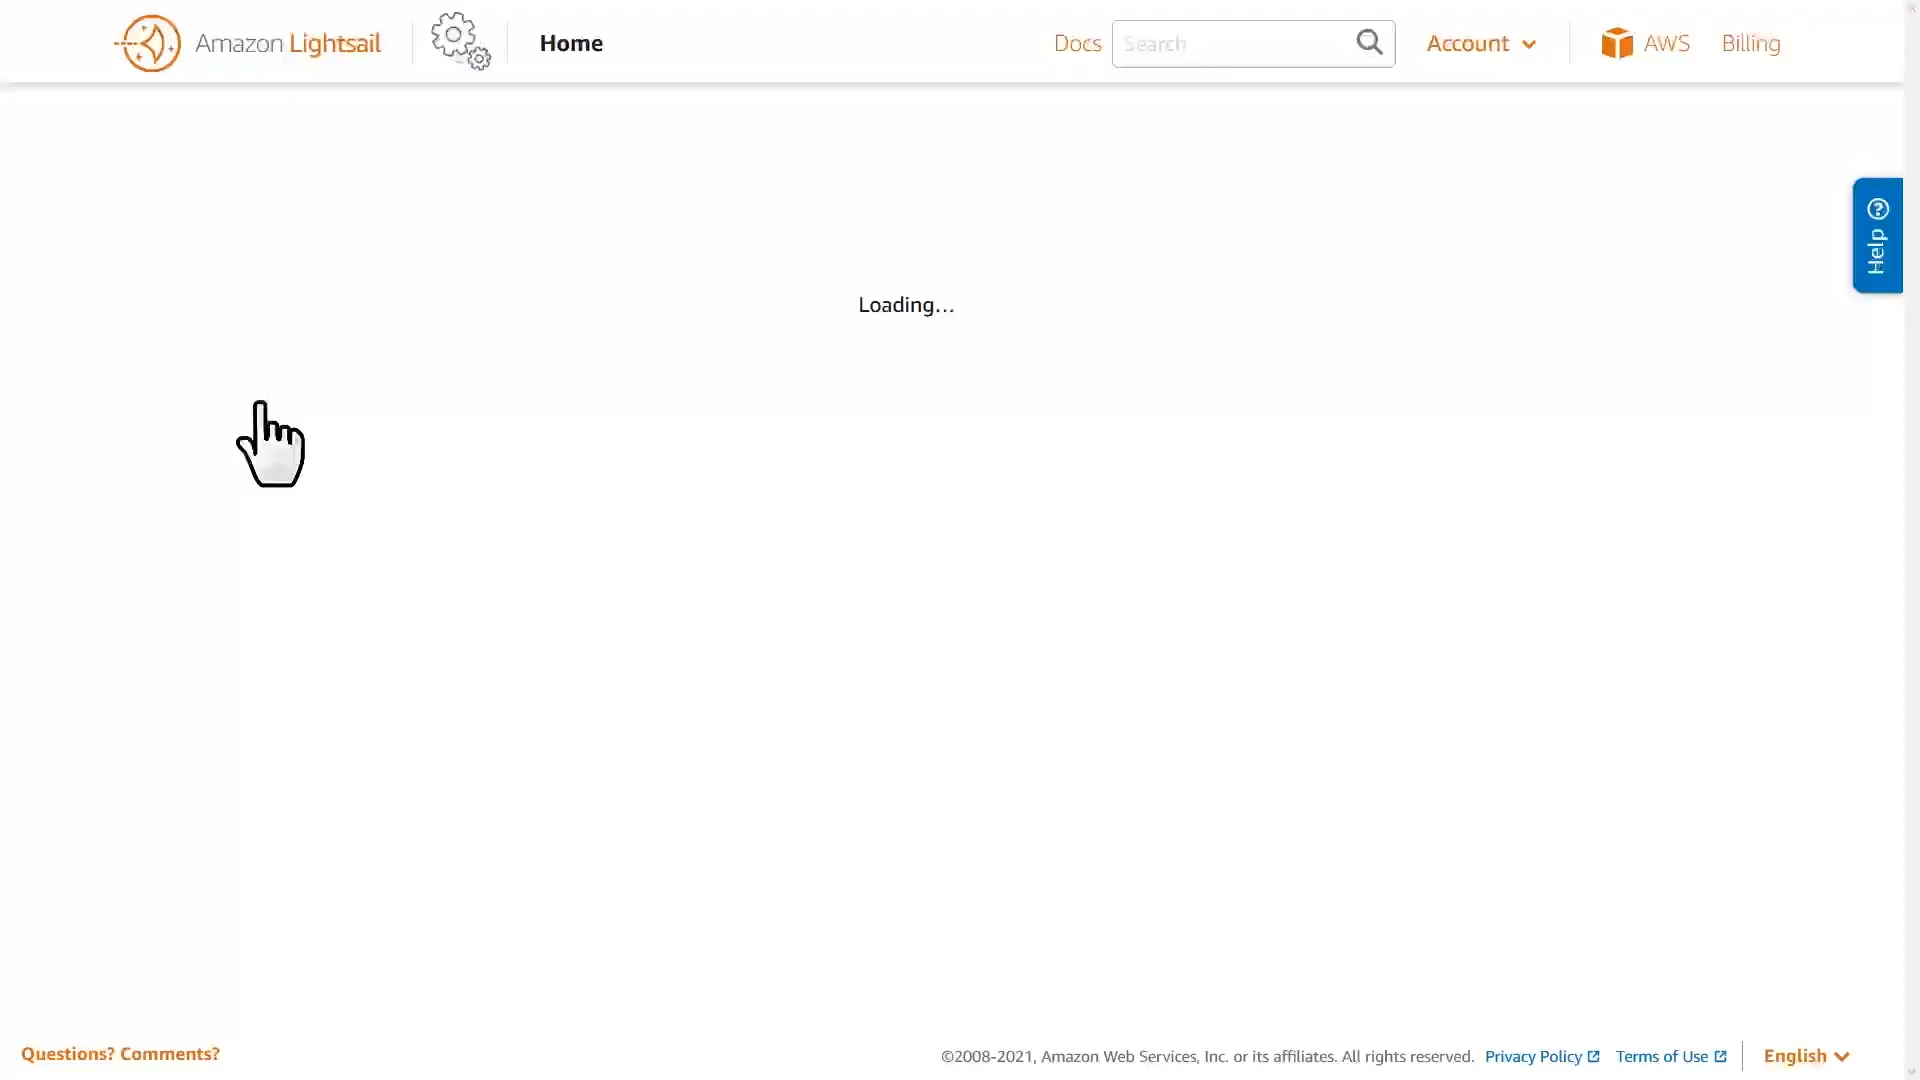 Amazon Lightsail
Home
Docs
Search
Account
AWS
Billing
Help
Loading...
Questions? Comments?
©2008-2021, Amazon Web Services, Inc. or its affiliates. All rights reserved.
Privacy Policy
Terms of Use
English